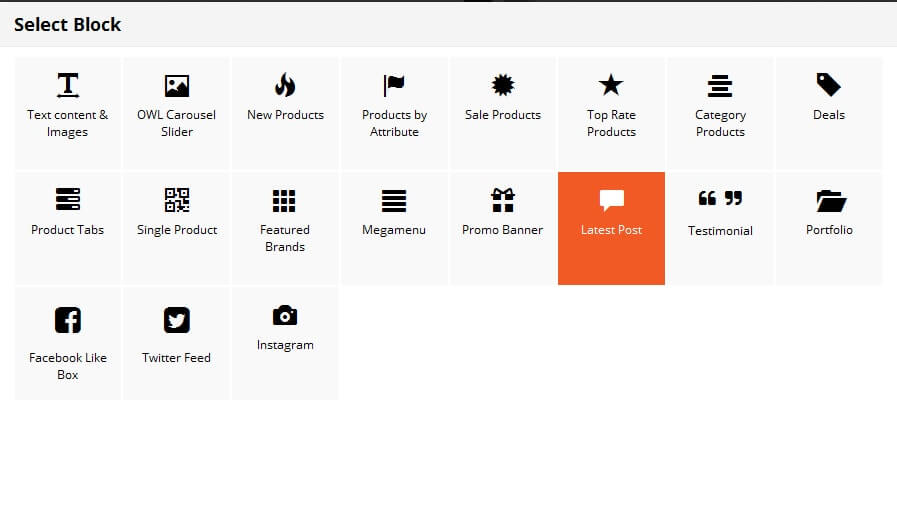 Select Block
Text content &
Images
OWL Carousel
Slider
New Products
Products by
Attribute
Sale Products
Top Rate
Products
Category
Products
Deals
Product Tabs
Single Product
Featured
Brands
Megamenu
Promo Banner
Latest Post
Testimonial
Portfolio
Facebook Like
Box
Twitter Feed
Instagram